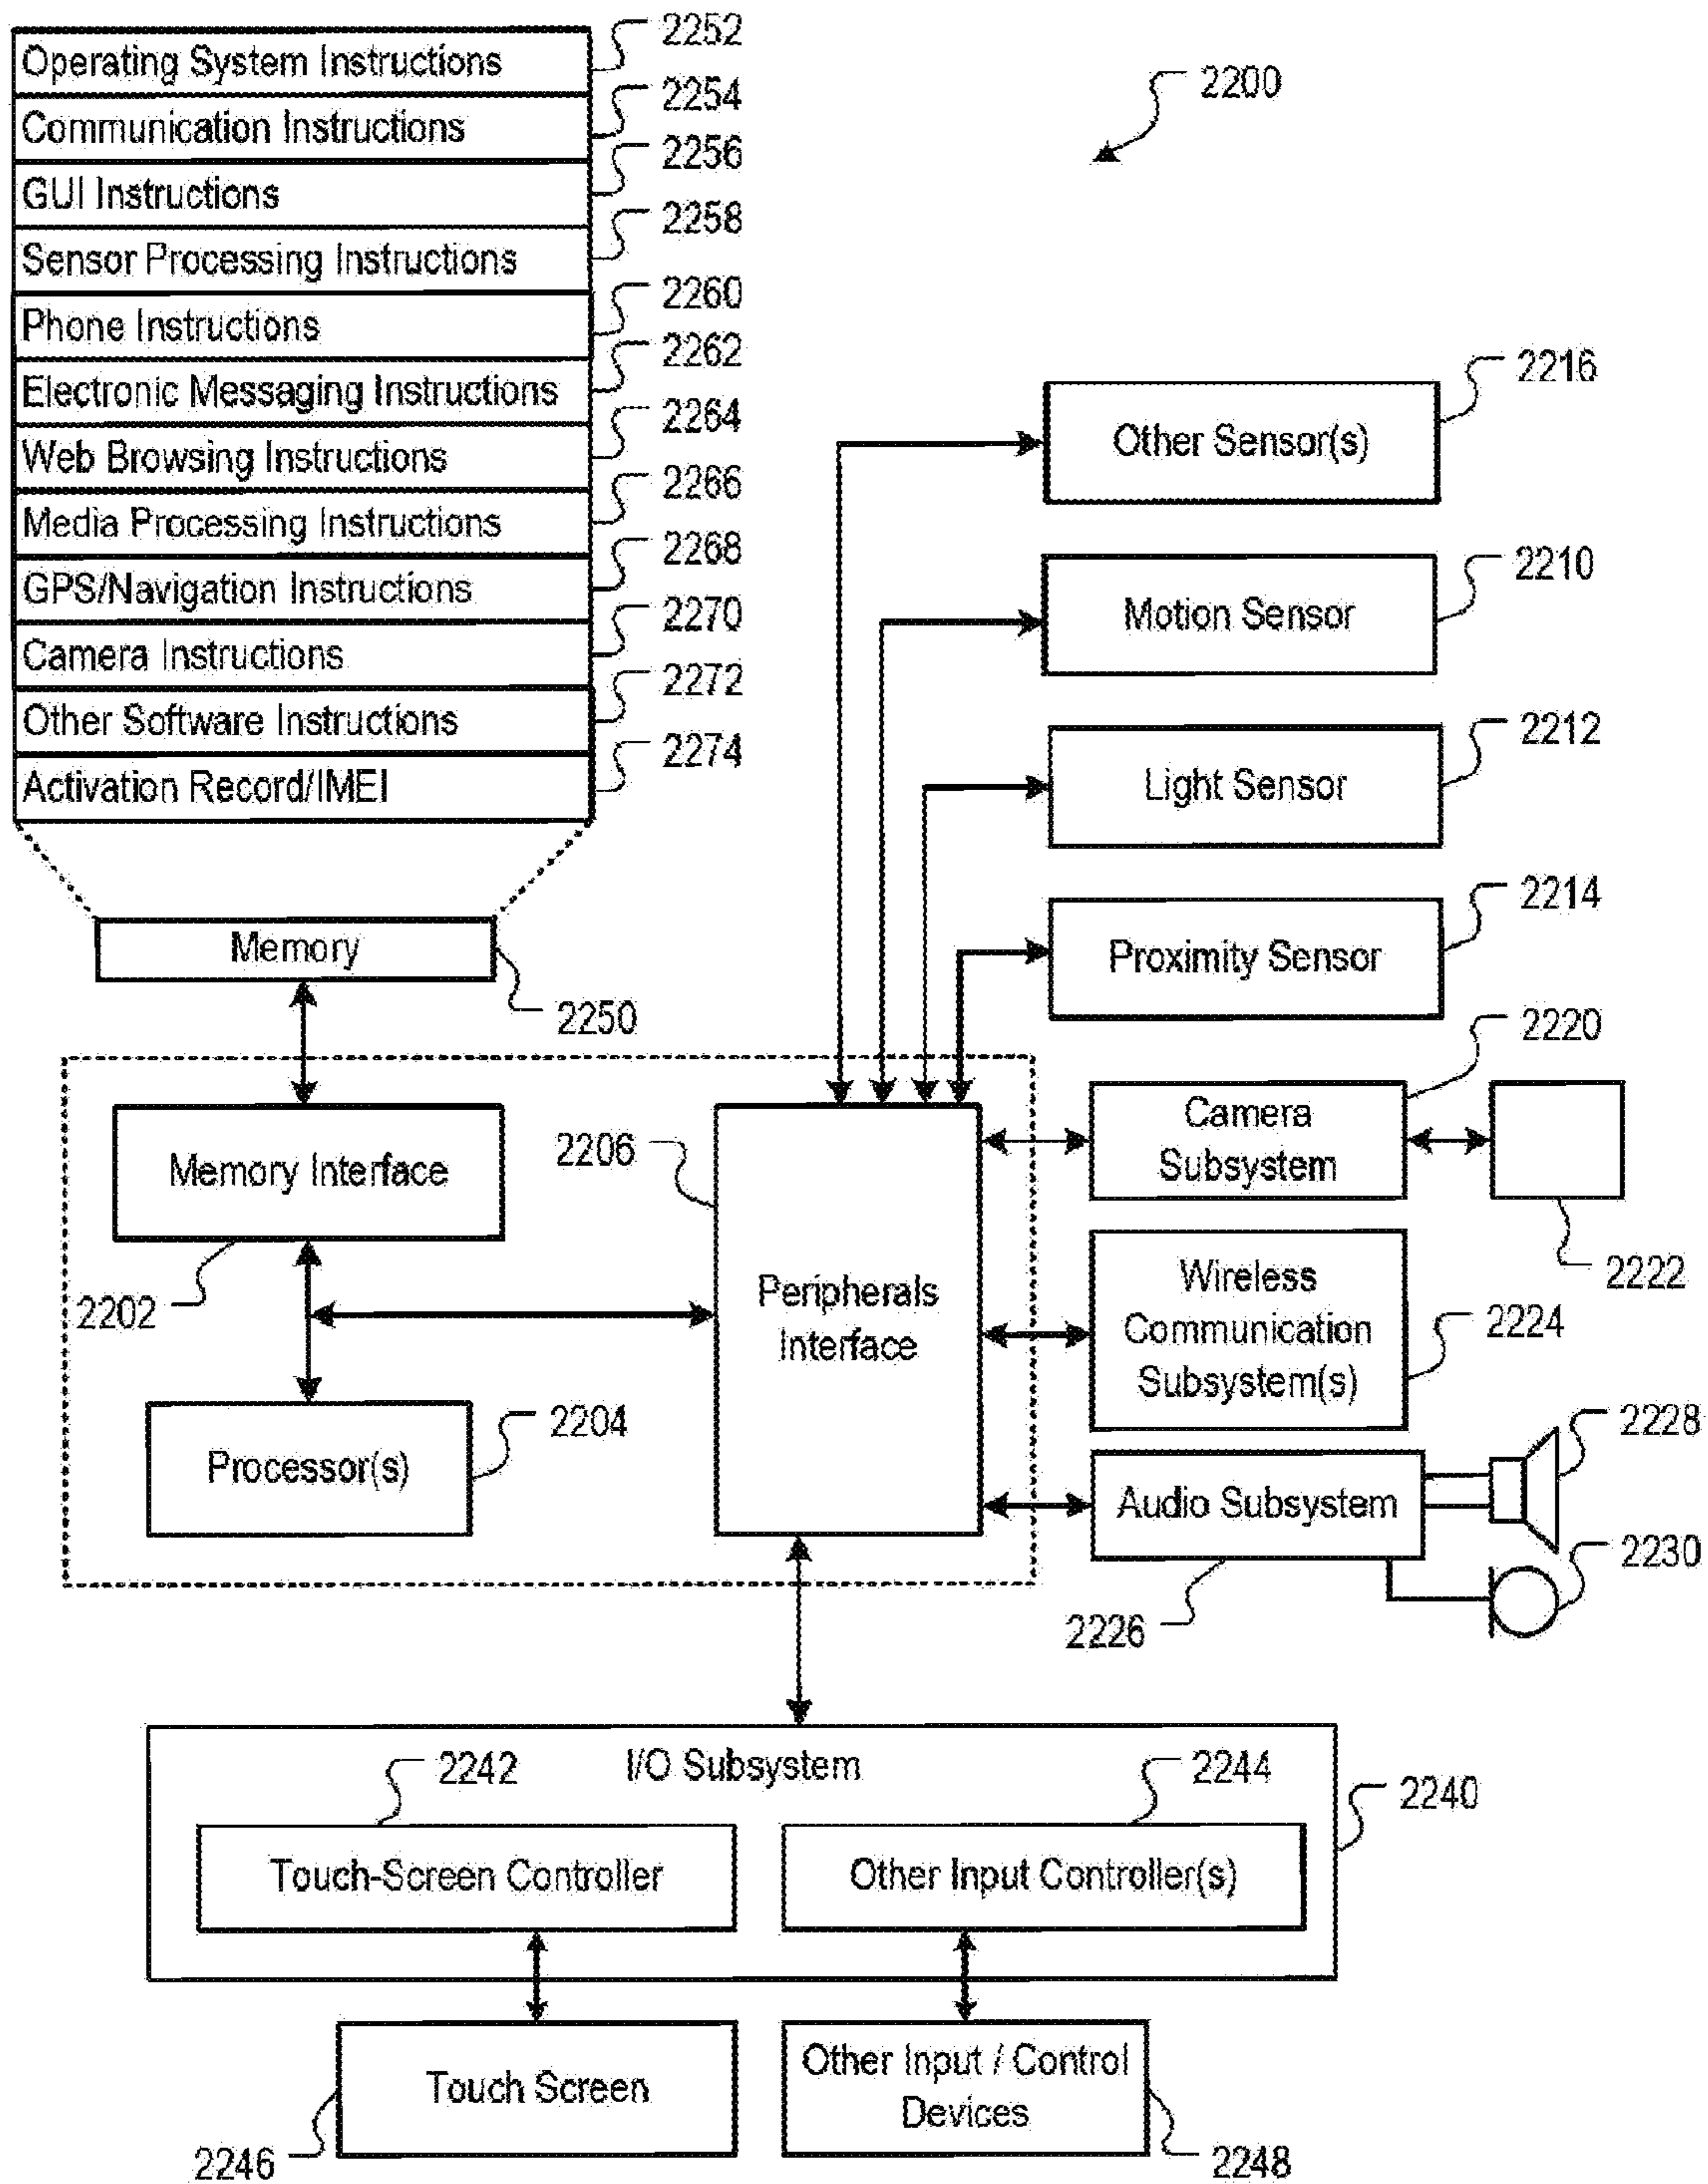 Operating System Instructions 2252
Communication Instructions 2254
GUI Instructions 2256
Sensor Processing Instructions 2258
Phone Instructions 2260
Electronic Messaging Instructions 2262
Web Browsing Instructions 2264
Media Processing Instructions 2266
GPS/Navigation Instructions 2268
Camera Instructions 2270
Other Software Instructions 2272
Activation Record/IMEI 2274
Memory
2250
2200
Other Sensor(s)
2216
Motion Sensor
2210
Light Sensor
2212
Proximity Sensor
2214
Memory Interface
2202
Processor(s)
2204
2206
Peripherals
Interface
2220
Camera
Subsystem
2222
Wireless
Communication
Subsystem(s)
2224
Audio Subsystem
2226
2228
2230
I/O Subsystem
2240
2242
Touch-Screen Controller
2244
Other Input Controller(s)
Touch Screen
2246
Other Input / Control
Devices
2248